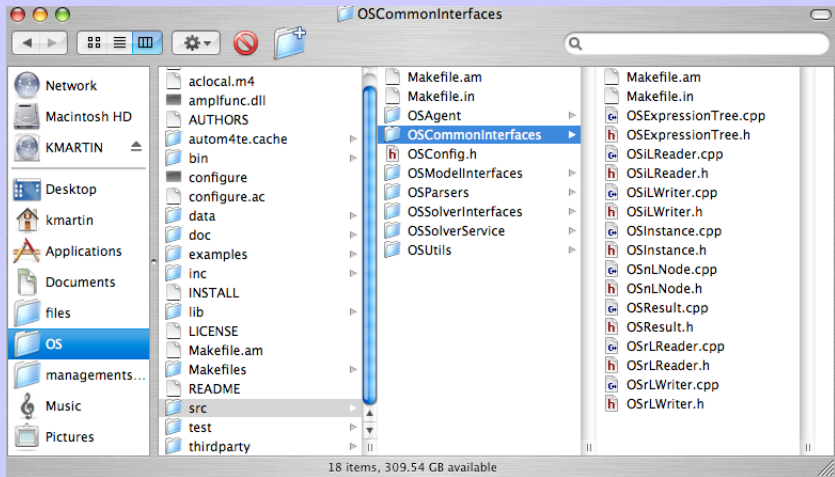 OSCommonInterfaces
Network
Macintosh HD
KMARTIN
Desktop
kmartin
Applications
Documents
files
OS
managements...
Music
Pictures
aclocal.m4
amplfunc.dll
AUTHORS
autom4te.cache
bin
configure
configure.ac
data
doc
examples
inc
INSTALL
lib
LICENSE
Makefile.am
Makefiles
README
src
test
thirdparty
Makefile.am
Makefile.in
OSAgent
OSCommonInterfaces
h OSConfig.h
OSModelInterfaces
OSParsers
OSSolverInterfaces
OSSolverService
OSUtils
Makefile.am
Makefile.in
C++ OSExpressionTree.cpp
h OSExpressionTree.h
C++ OSiLReader.cpp
h OSiLReader.h
C++ OSiLWriter.cpp
h OSiLWriter.h
C++ OSInstance.cpp
h OSInstance.h
C++ OSnLNode.cpp
h OSnLNode.h
C++ OSResult.cpp
h OSResult.h
C++ OSrLReader.cpp
h OSrLReader.h
C++ OSrLWriter.cpp
h OSrLWriter.h
18 items, 309.54 GB available